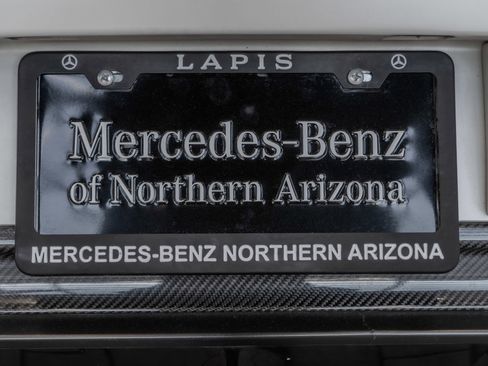 LAPIS
Mercedes-Benz
of Northern Arizona
MERCEDES-BENZ NORTHERN ARIZONA